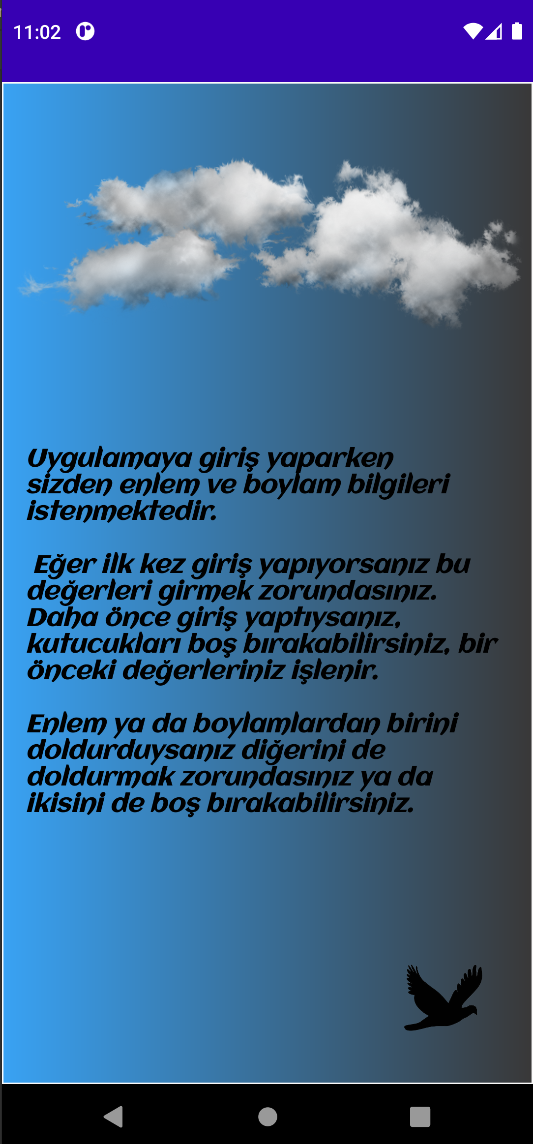 11:02
Uygulamaya giriş yaparken
sizden enlem ve boylam bilgileri
istenmektedir.
Eğer ilk kez giriş yapıyorsanız bu
değerleri girmek zorundasınız.
Daha önce giriş yaptıysanız,
kutucukları boş bırakabilirsiniz, bir
önceki değerleriniz işlenir.
Enlem ya da boylamlardan birini
doldurduysanız diğerini de
doldurmak zorundasınız ya da
ikisini de boş bırakabilirsiniz.